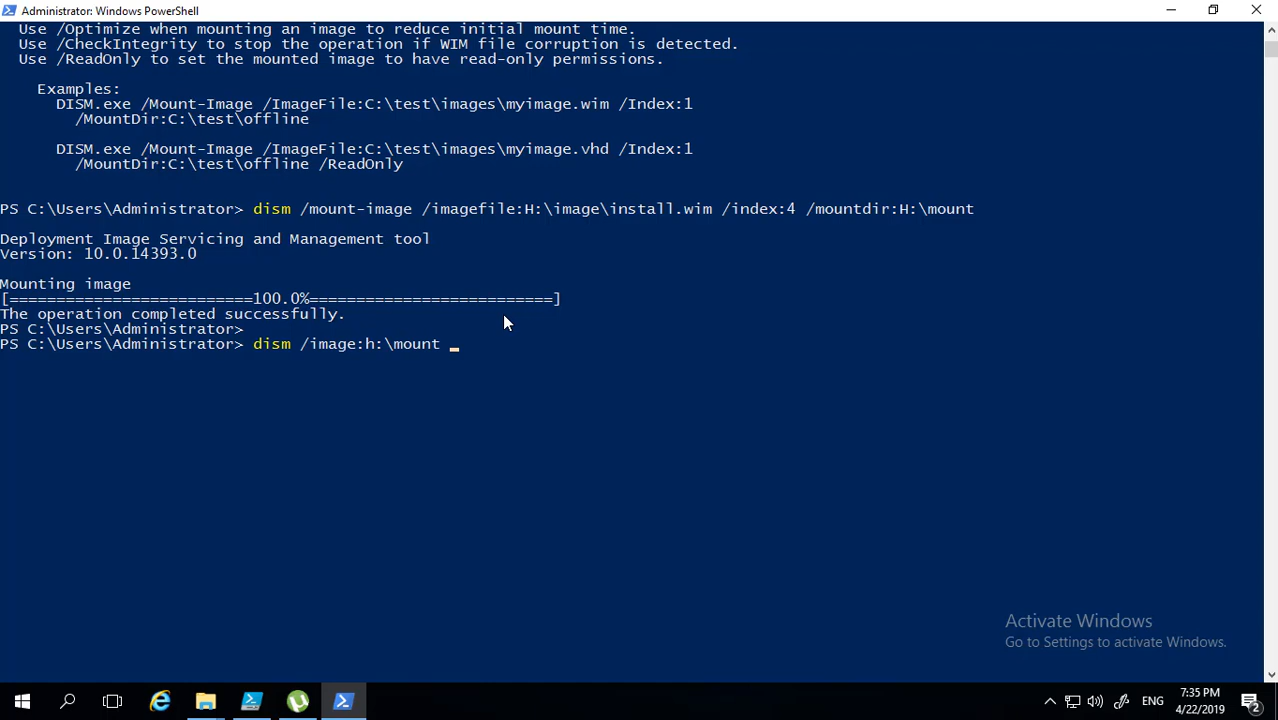 Administrator: Windows PowerShell
Use /Optimize when mounting an image to reduce initial mount time.
Use /CheckIntegrity to stop the operation if WIM file corruption is detected.
Use /ReadOnly to set the mounted image to have read-only permissions.
Examples:
DISM.exe /Mount-Image /ImageFile:C:\test\images\myimage.wim /Index:1
/MountDir:C:\test\offline
DISM.exe /Mount-Image /ImageFile:C:\test\images\myimage.vhd /Index:1
/MountDir:C:\test\offline /ReadOnly
PS C:\Users\Administrator> dism /mount-image /imagefile:H:\image\install.wim /index:4 /mountdir:H:\mount
Deployment Image Servicing and Management tool
Version: 10.0.14393.0
Mounting image
[==========================100.0%==========================]
The operation completed successfully.
PS C:\Users\Administrator>
PS C:\Users\Administrator> dism /image:h:\mount _
Activate Windows
Go to Settings to activate Windows.
ENG
7:35 PM
4/22/2019
2